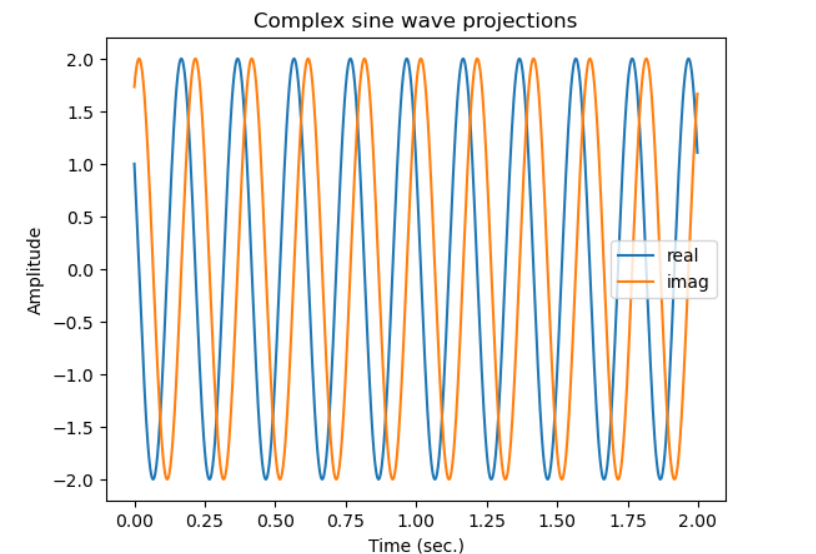 Complex sine wave projections
2.0
1.5
1.0
0.5
0.0
−0.5
−1.0
−1.5
−2.0
Amplitude
real
imag
0.00 0.25 0.50 0.75 1.00 1.25 1.50 1.75 2.00
Time (sec.)